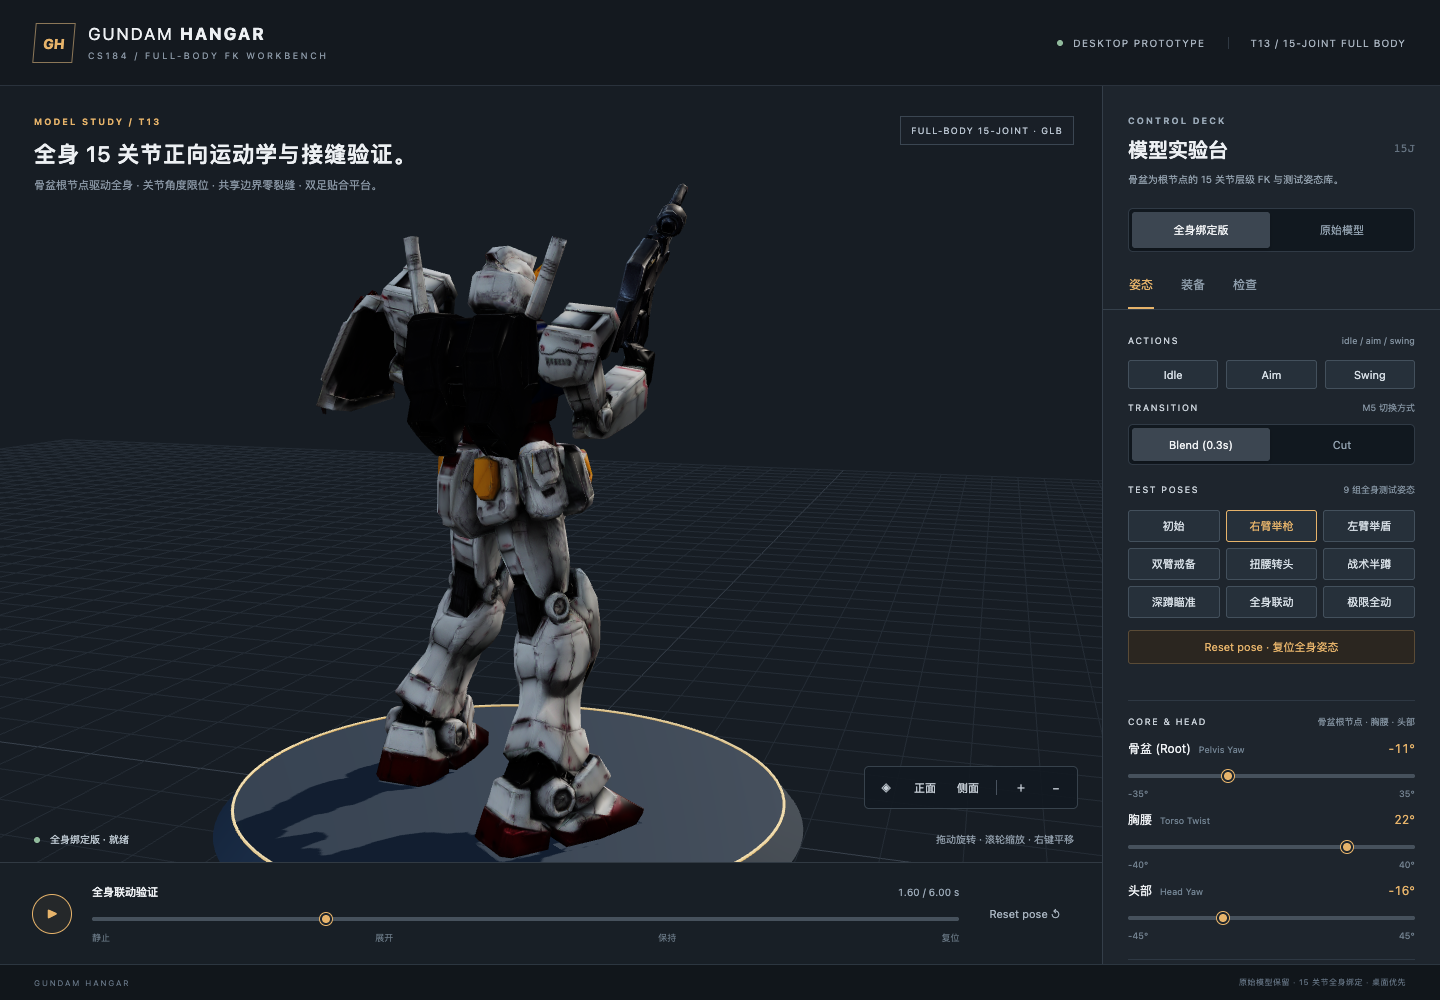 GH
GUNDAM HANGAR
CS184 / FULL-BODY FK WORKBENCH
DESKTOP PROTOTYPE
T13 / 15-JOINT FULL BODY
MODEL STUDY / T13
全身 15 关节正向运动学与接缝验证。
骨盆根节点驱动全身 · 关节角度限位 · 共享边界零裂缝 · 双足贴合平台。
FULL-BODY 15-JOINT · GLB
正面 侧面 + −
全身绑定版 · 就绪
拖动旋转 · 滚轮缩放 · 右键平移
全身联动验证
1.60 / 6.00 s
静止 展开 保持 复位
Reset pose ↺
CONTROL DECK
模型实验台
15J
骨盆为根节点的 15 关节层级 FK 与测试姿态库。
全身绑定版 原始模型
姿态 装备 检查
ACTIONS idle / aim / swing
Idle Aim Swing
TRANSITION M5 切换方式
Blend (0.3s) Cut
TEST POSES 9 组全身测试姿态
初始 右臂举枪 左臂举盾
双臂戒备 扭腰转头 战术半蹲
深蹲瞄准 全身联动 极限全动
Reset pose · 复位全身姿态
CORE & HEAD 骨盆根节点 · 胸腰 · 头部
骨盆 (Root) Pelvis Yaw -11°
-35° 35°
胸腰 Torso Twist 22°
-40° 40°
头部 Head Yaw -16°
-45° 45°
GUNDAM HANGAR
原始模型保留 · 15 关节全身绑定 · 桌面优先